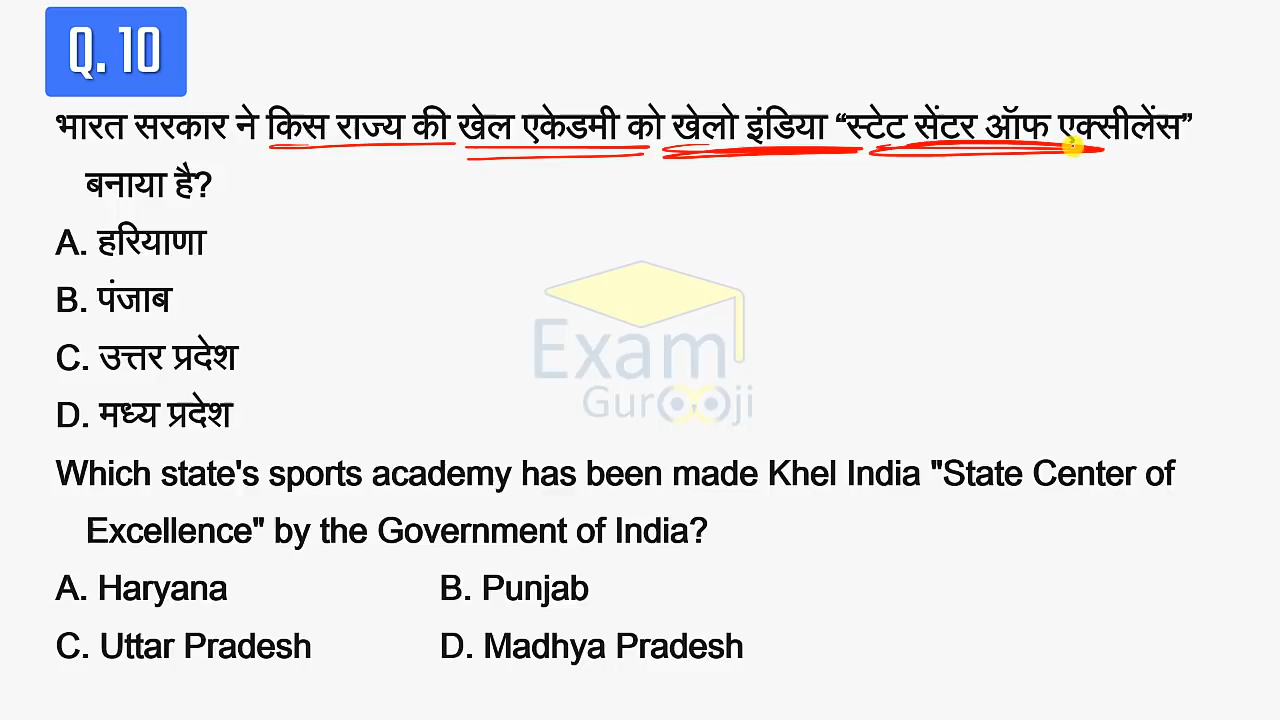 Q. 10
भारत सरकार ने किस राज्य की खेल एकेडमी को खेलो इंडिया “स्टेट सेंटर ऑफ एक्सीलेंस”
बनाया है?
A. हरियाणा
B. पंजाब
C. उत्तर प्रदेश
D. मध्य प्रदेश
Exam
Gurooji
Which state's sports academy has been made Khel India "State Center of
Excellence" by the Government of India?
A. Haryana B. Punjab
C. Uttar Pradesh D. Madhya Pradesh